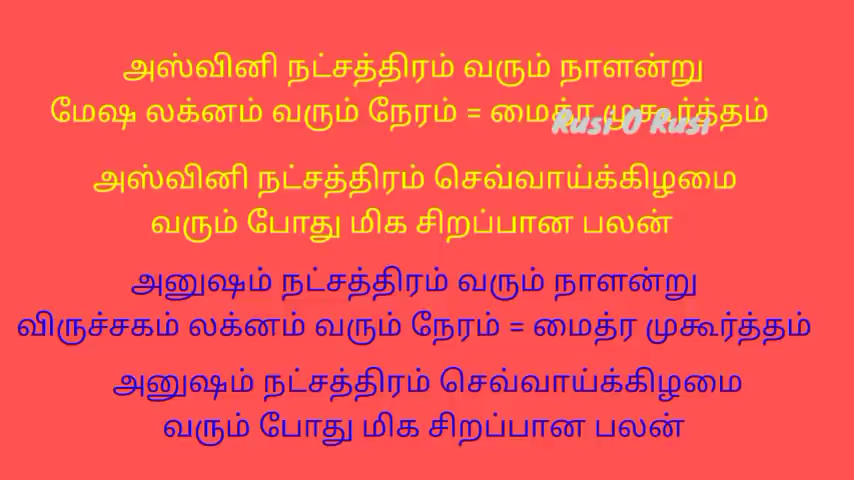 அஸ்வினி நட்சத்திரம் வரும் நாளன்று
மேஷ லக்னம் வரும் நேரம் = மைத்ர முகூர்த்தம்
Rusi O Rusi
அஸ்வினி நட்சத்திரம் செவ்வாய்க்கிழமை
வரும் போது மிக சிறப்பான பலன்
அனுஷம் நட்சத்திரம் வரும் நாளன்று
விருச்சகம் லக்னம் வரும் நேரம் = மைத்ர முகூர்த்தம்
அனுஷம் நட்சத்திரம் செவ்வாய்க்கிழமை
வரும் போது மிக சிறப்பான பலன்